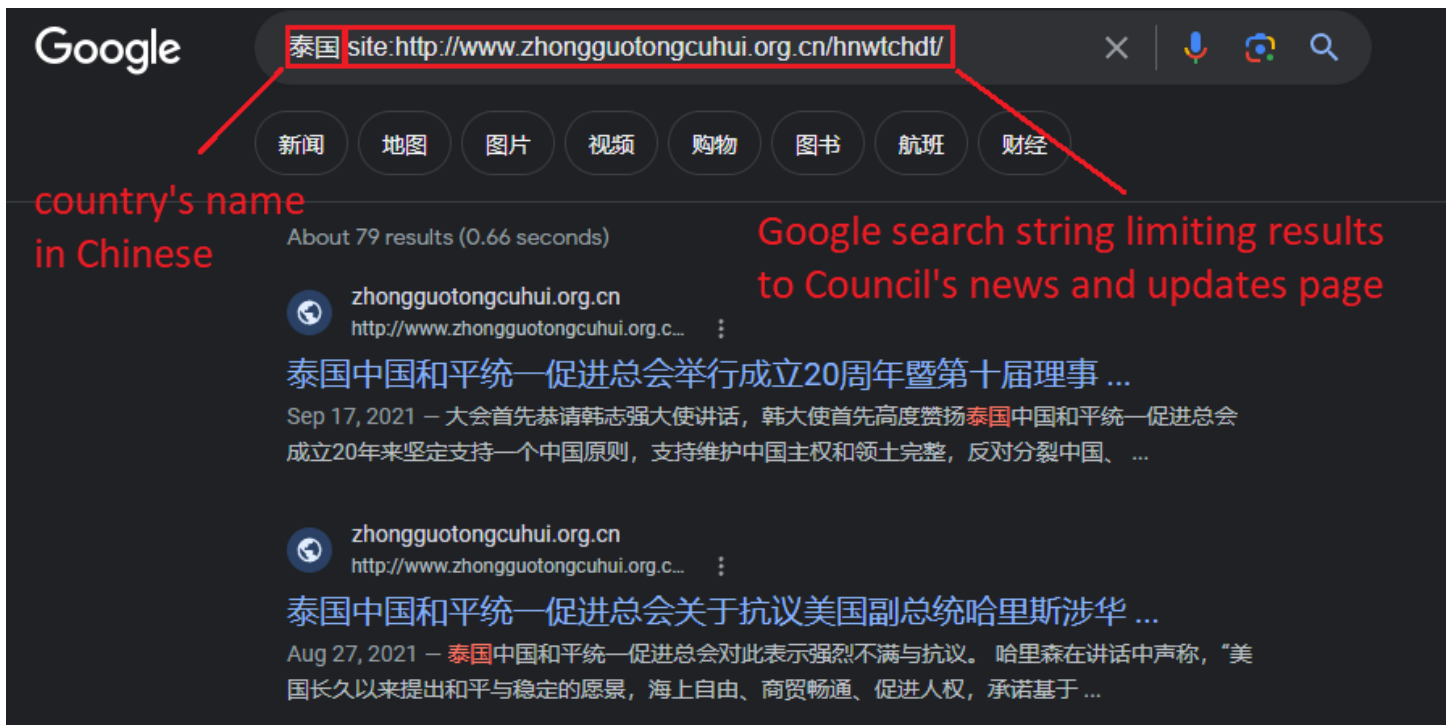 Google
泰国 site:http://www.zhongguotongcuhui.org.cn/hnwtchdt/
新闻 地图 图片 视频 购物 图书 航班 财经
country's name
in Chinese
About 79 results (0.66 seconds)
Google search string limiting results
to Council's news and updates page
zhongguotongcuhui.org.cn
http://www.zhongguotongcuhui.org.c...
泰国中国和平统一促进总会举行成立20周年暨第十届理事 ...
Sep 17, 2021 — 大会首先恭请韩志强大使讲话，韩大使首先高度赞扬泰国中国和平统一促进总会
成立20年来坚定支持一个中国原则，支持维护中国主权和领土完整，反对分裂中国、 ...
zhongguotongcuhui.org.cn
http://www.zhongguotongcuhui.org.c...
泰国中国和平统一促进总会关于抗议美国副总统哈里斯涉华 ...
Aug 27, 2021 — 泰国中国和平统一促进总会对此表示强烈不满与抗议。 哈里森在讲话中声称，“美
国长久以来提出和平与稳定的愿景，海上自由、商贸畅通、促进人权，承诺基于 ...